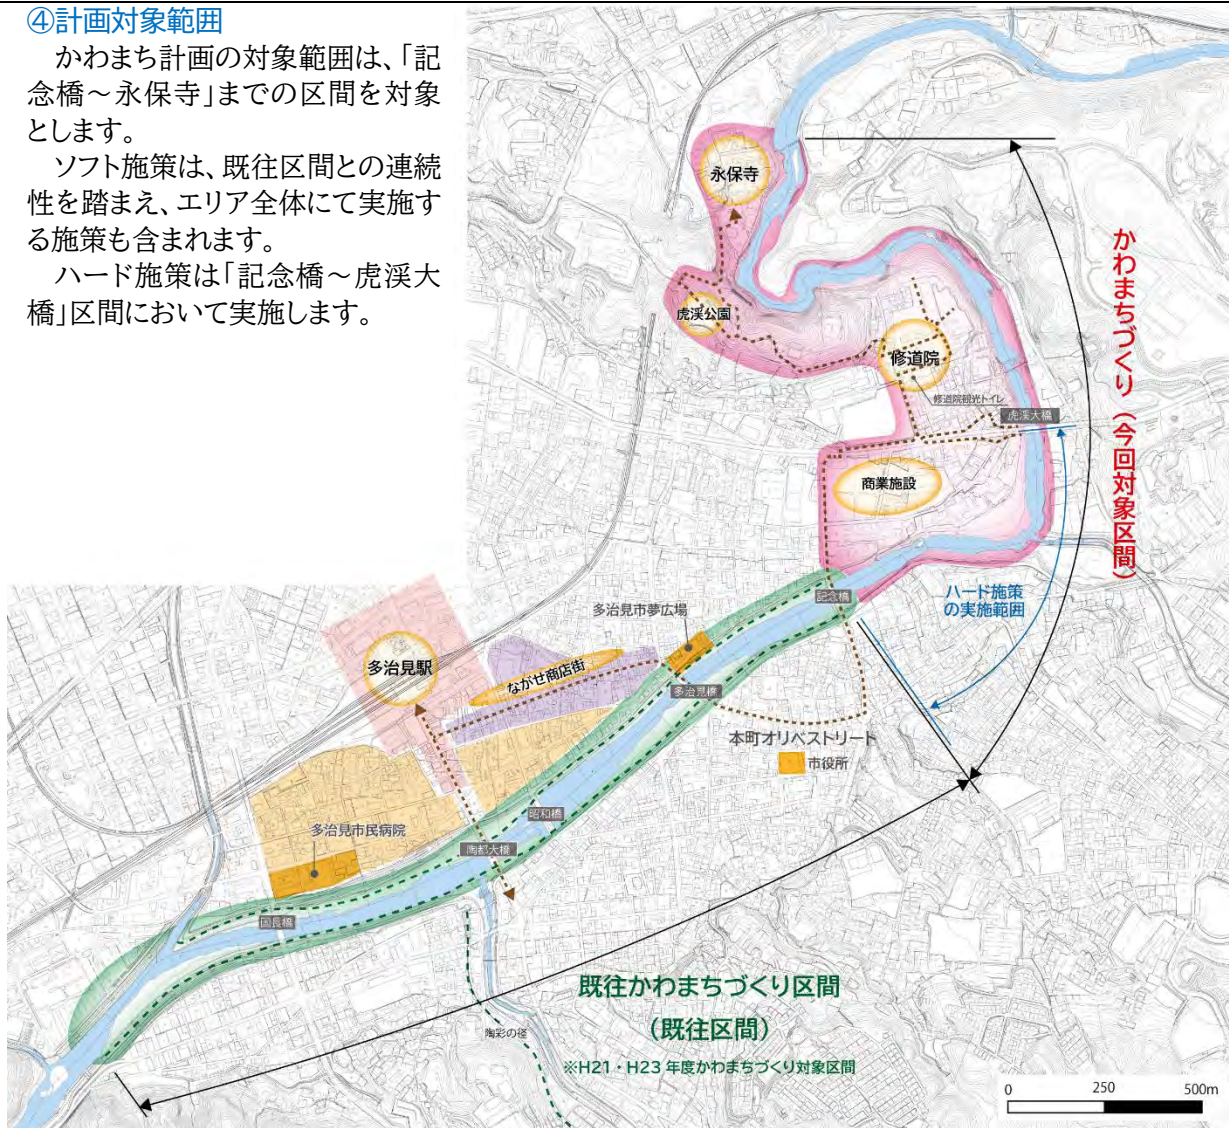 ④計画対象範囲
かわまち計画の対象範囲は、「記
念橋～永保寺」までの区間を対象
とします。
ソフト施策は、既往区間との連続
性を踏まえ、エリア全体にて実施す
る施策も含まれます。
ハード施策は「記念橋～虎渓大
橋」区間において実施します。
永保寺
虎渓公園
修道院
修道院観光トイレ
虎渓大橋
商業施設
かわまちづくり（今回対象区間）
ハード施策
の実施範囲
記念橋
多治見市夢広場
多治見駅
ながせ商店街
多治見橋
本町オリベストリート
市役所
昭和橋
多治見市民病院
陶都大橋
国長橋
既往かわまちづくり区間
（既往区間）
陶彩の径
※H21・H23 年度かわまちづくり対象区間
0 250 500m